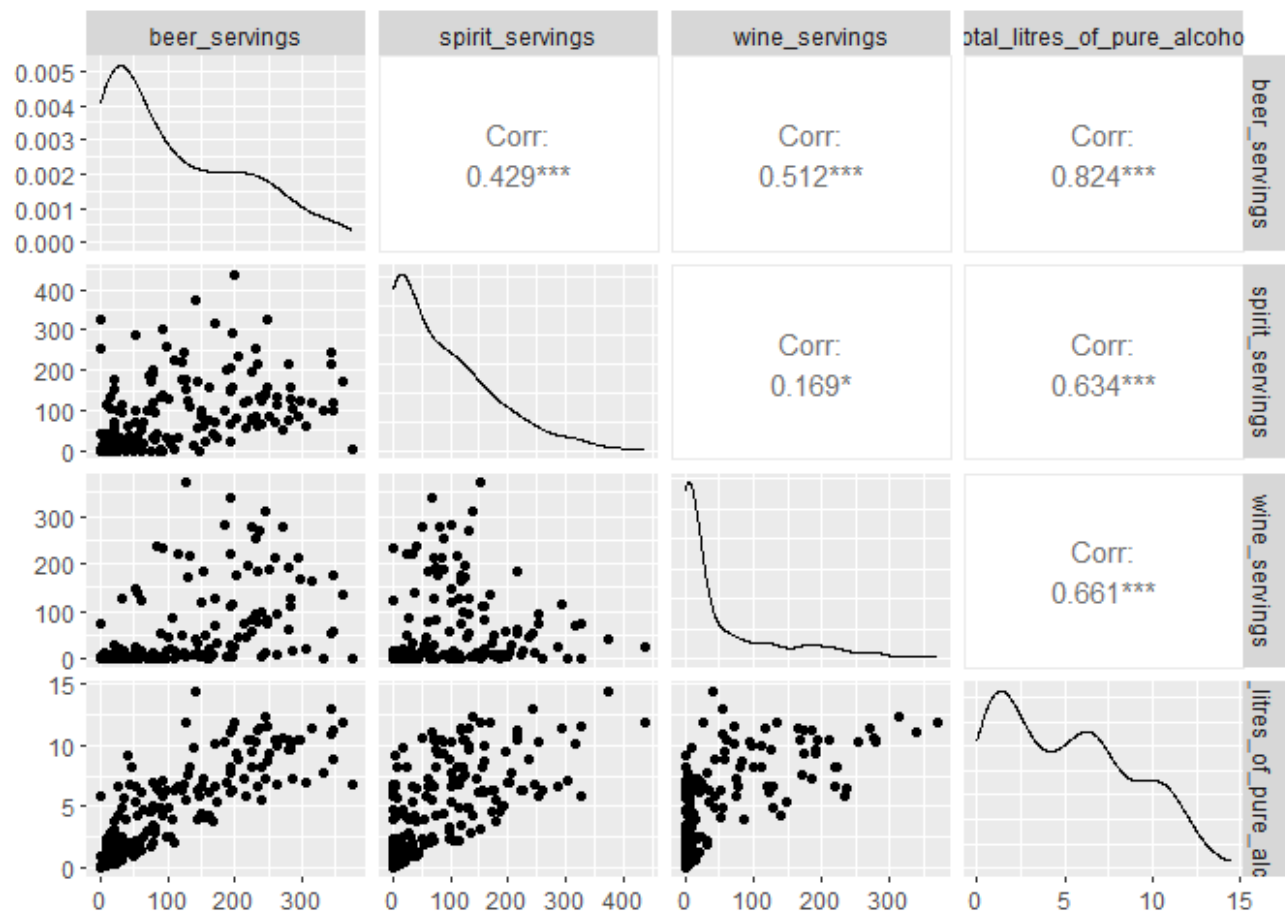 beer_servings spirit_servings wine_servings otal_litres_of_pure_alcoho
0.005
0.004
0.003
0.002
0.001
0.000
Corr:
0.429***
Corr:
0.512***
Corr:
0.824***
beer_servings
400
300
200
100
0
Corr:
0.169*
Corr:
0.634***
spirit_servings
300
200
100
0
Corr:
0.661***
wine_servings
15
10
5
0
_litres_of_pure_alc
0 100 200 300 0 100 200 300 400 0 100 200 300 0 5 10 15